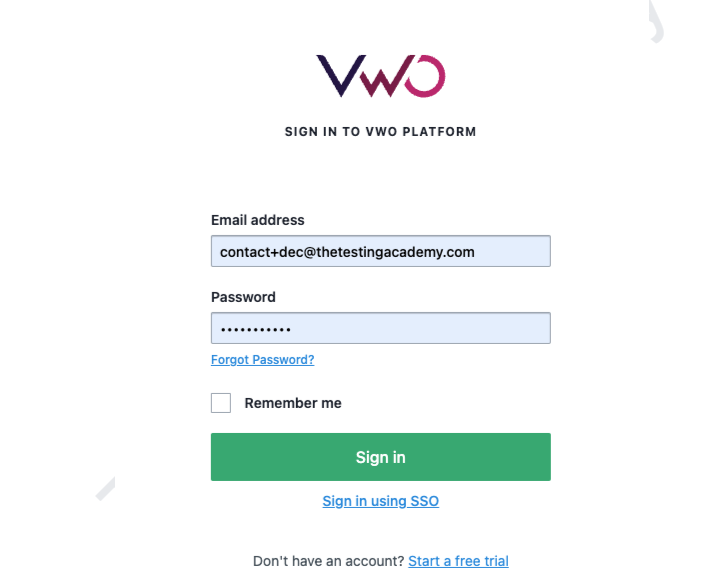 VWO
SIGN IN TO VWO PLATFORM
Email address
contact+dec@thetestingacademy.com
Password
•••••••••••
Forgot Password?
Remember me
Sign in
Sign in using SSO
Don't have an account? Start a free trial